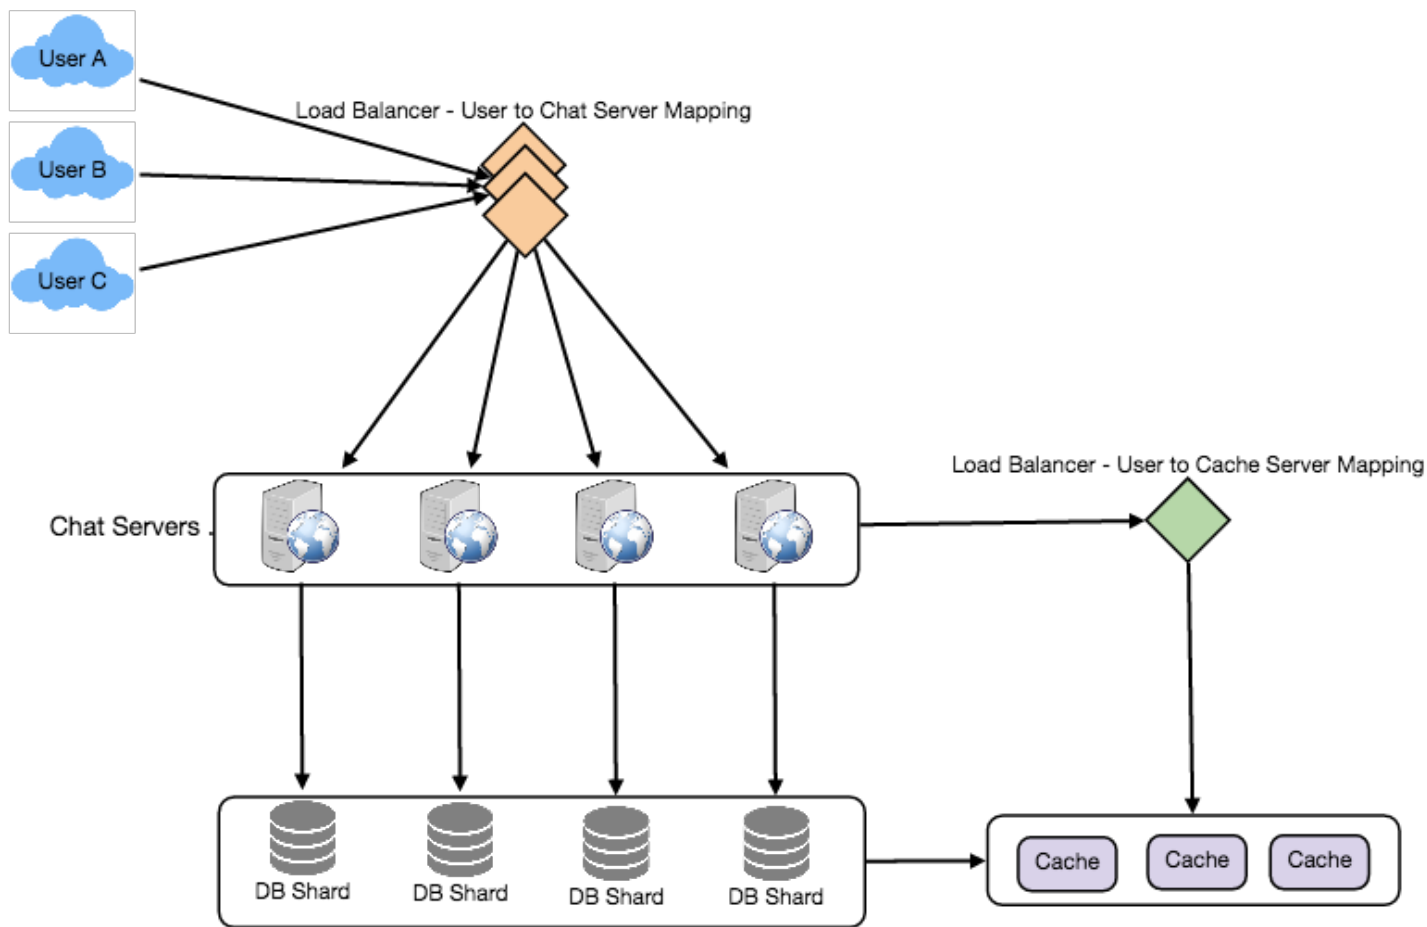 User A
Load Balancer - User to Chat Server Mapping
User B
User C
Load Balancer - User to Cache Server Mapping
Chat Servers
DB Shard
DB Shard
DB Shard
DB Shard
Cache
Cache
Cache